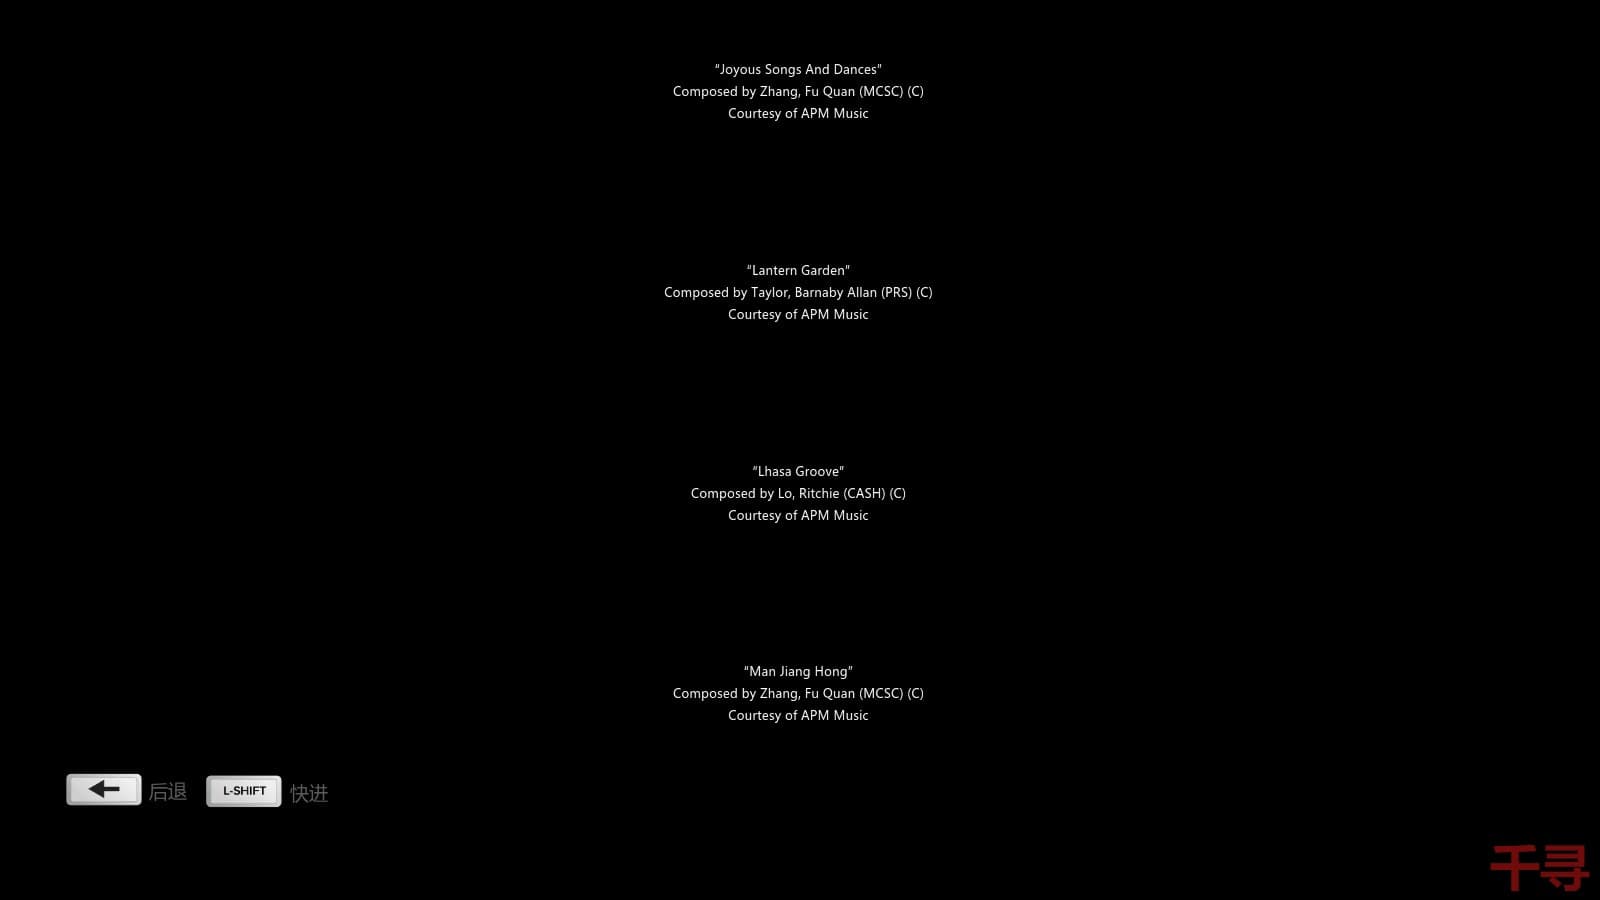 “Joyous Songs And Dances”
Composed by Zhang, Fu Quan (MCSC) (C)
Courtesy of APM Music
“Lantern Garden”
Composed by Taylor, Barnaby Allan (PRS) (C)
Courtesy of APM Music
“Lhasa Groove”
Composed by Lo, Ritchie (CASH) (C)
Courtesy of APM Music
“Man Jiang Hong”
Composed by Zhang, Fu Quan (MCSC) (C)
Courtesy of APM Music
后退 L-SHIFT 快进
千寻